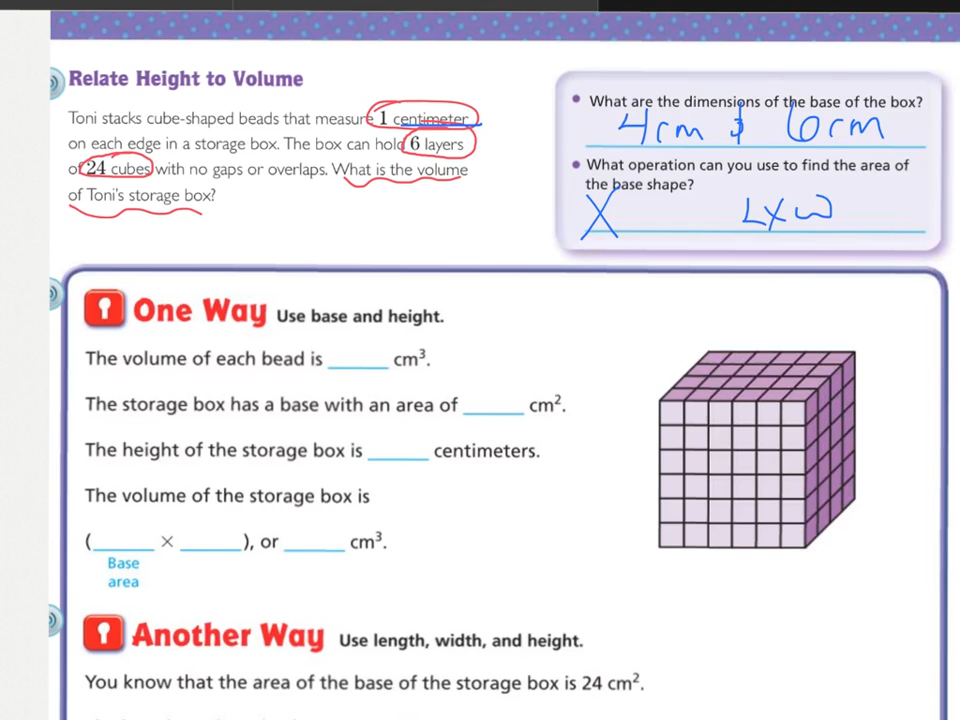 Relate Height to Volume
Toni stacks cube-shaped beads that measure 1 centimeter
on each edge in a storage box. The box can hold 6 layers
of 24 cubes with no gaps or overlaps. What is the volume
of Toni's storage box?
• What are the dimensions of the base of the box?
4cm & 6cm
• What operation can you use to find the area of
the base shape?
X LXW
One Way Use base and height.
The volume of each bead is ______ cm³.
The storage box has a base with an area of ______ cm².
The height of the storage box is ______ centimeters.
The volume of the storage box is
(______ × ______), or ______ cm³.
Base
area
Another Way Use length, width, and height.
You know that the area of the base of the storage box is 24 cm².